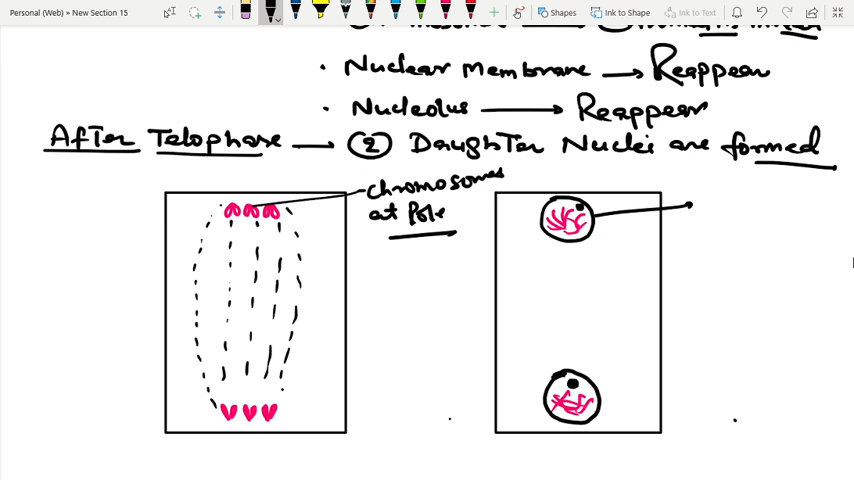 Personal (Web) » New Section 15
Shapes
Ink to Shape
Ink to Text
• Nuclear Membrane → Reappear
• Nucleolus → Reappear
After Telophase → ② Daughter Nuclei are formed
chromosomes
at Pole